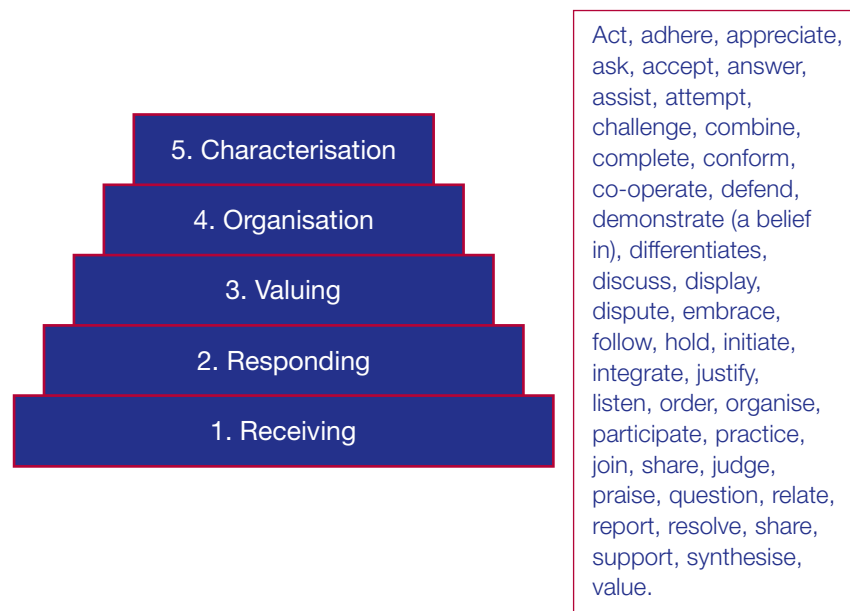 5. Characterisation
4. Organisation
3. Valuing
2. Responding
1. Receiving
Act, adhere, appreciate,
ask, accept, answer,
assist, attempt,
challenge, combine,
complete, conform,
co-operate, defend,
demonstrate (a belief
in), differentiates,
discuss, display,
dispute, embrace,
follow, hold, initiate,
integrate, justify,
listen, order, organise,
participate, practice,
join, share, judge,
praise, question, relate,
report, resolve, share,
support, synthesise,
value.